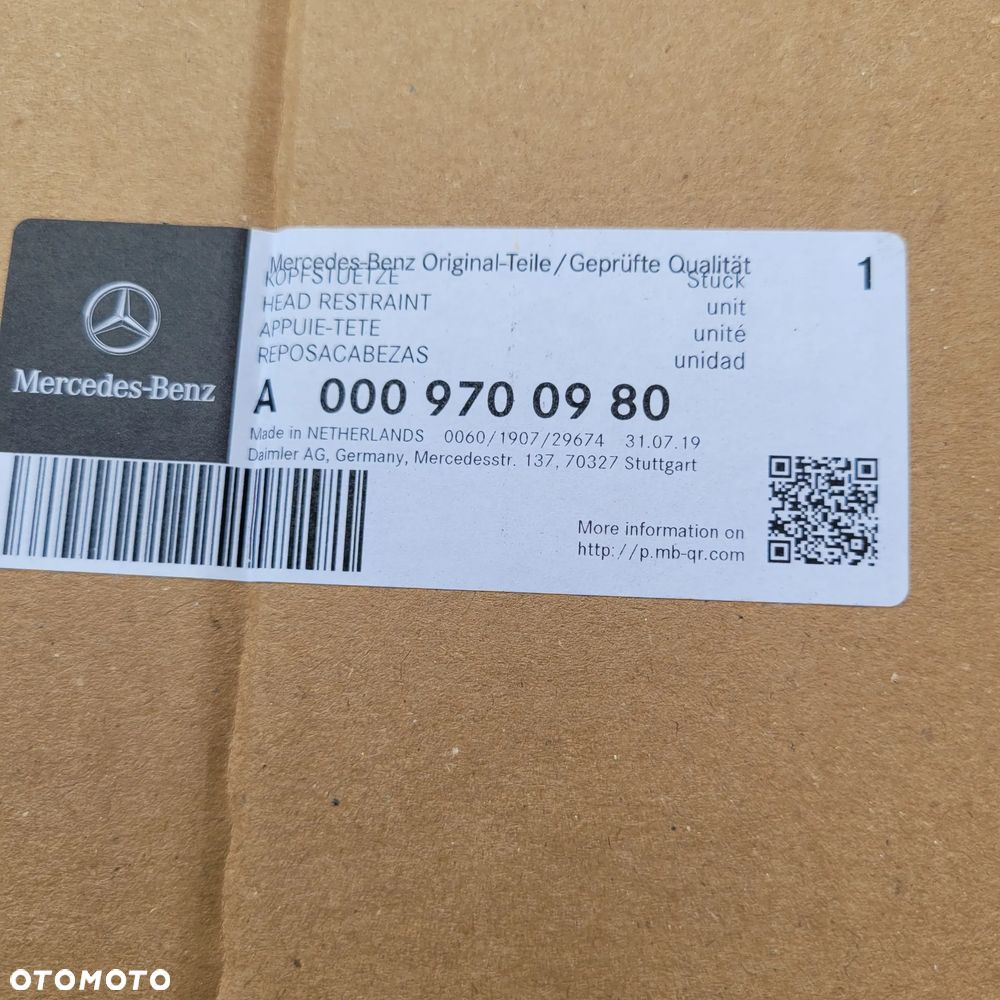 Mercedes-Benz Original-Teile/Geprüfte Qualität 1
KOPFSTUETZE Stück
HEAD RESTRAINT unit
APPUIE-TETE unité
REPOSACABEZAS unidad
Mercedes-Benz
A 000 970 09 80
Made in NETHERLANDS 0060/1907/29674 31.07.19
Daimler AG, Germany, Mercedesstr. 137, 70327 Stuttgart
More information on
http://p.mb-qr.com
OTOMOTO